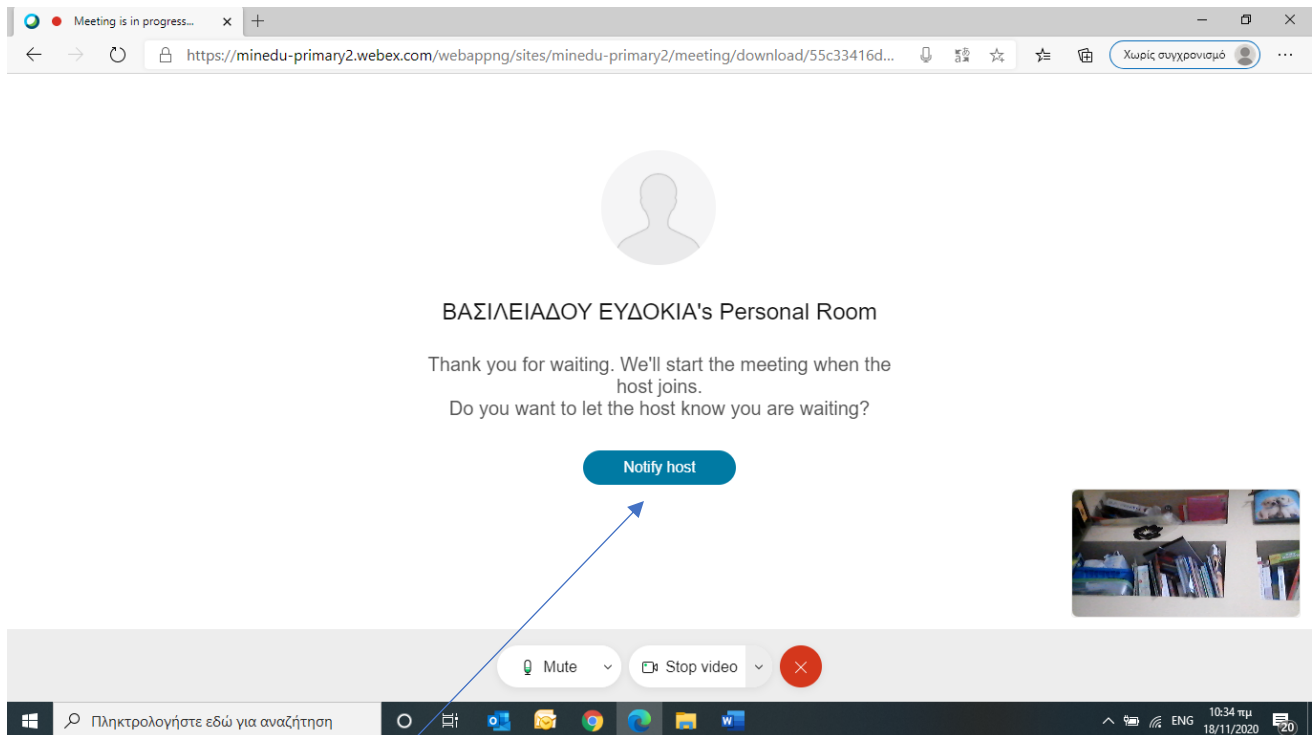 Meeting is in progress...
https://minedu-primary2.webex.com/webappng/sites/minedu-primary2/meeting/download/55c33416d...
Χωρίς συγχρονισμό
ΒΑΣΙΛΕΙΑΔΟΥ ΕΥΔΟΚΙΑ's Personal Room
Thank you for waiting. We'll start the meeting when the
host joins.
Do you want to let the host know you are waiting?
Notify host
Mute
Stop video
Πληκτρολογήστε εδώ για αναζήτηση
ENG
10:34 πμ
18/11/2020
20